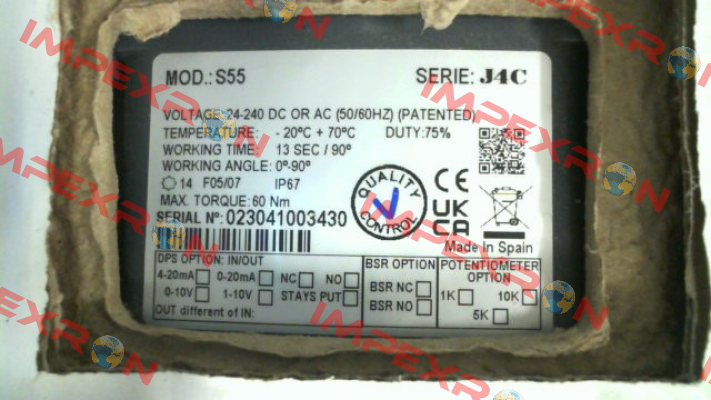 MOD.: S55 SERIE: J4C
VOLTAGE: 24-240 DC OR AC (50/60HZ) (PATENTED)
TEMPERATURE: - 20ºC + 70ºC DUTY: 75%
WORKING TIME: 13 SEC / 90º
WORKING ANGLE: 0º-90º
14 F05/07 IP67
MAX. TORQUE: 60 Nm
SERIAL Nº: 023041003430
QUALITY CONTROL
CE
UK CA
Made In Spain
DPS OPTION: IN/OUT
4-20mA 0-20mA NC NO
0-10V 1-10V STAYS PUT
OUT different of IN:
BSR OPTION
BSR NC
BSR NO
POTENTIOMETER OPTION
1K 10K
5K
IMPEXRON